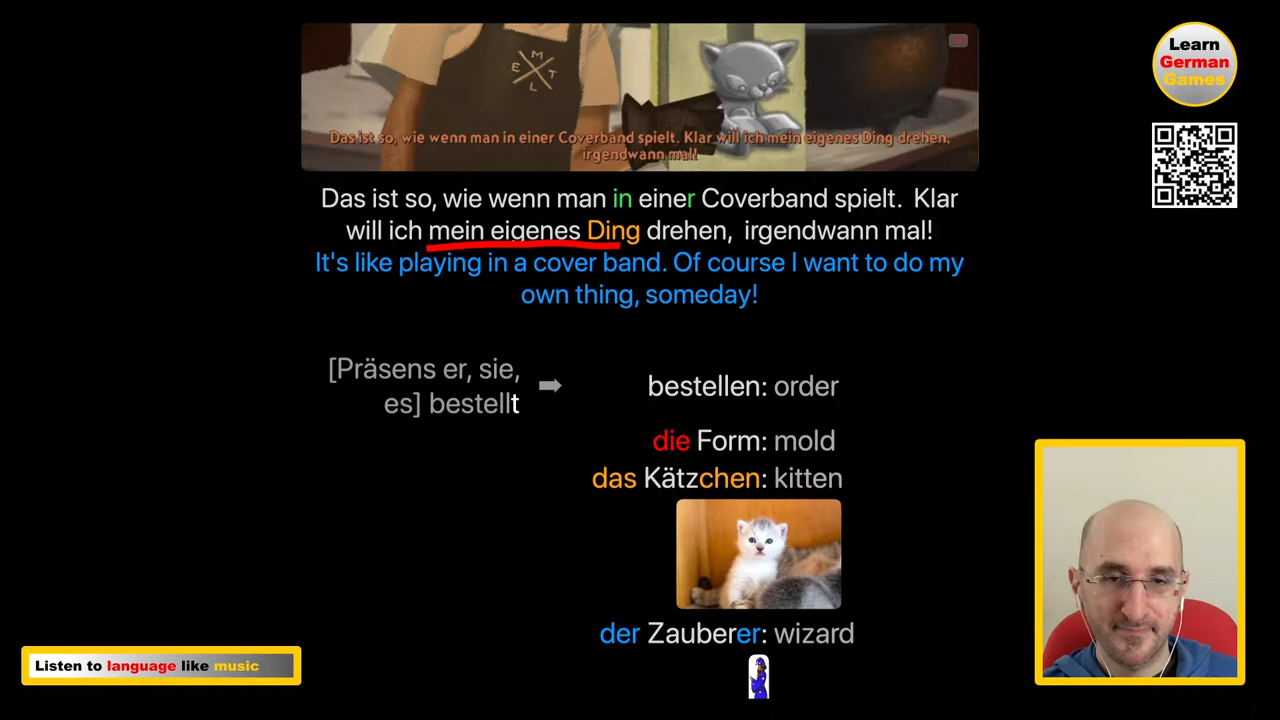 Learn
German
Games
E M T L
Das ist so, wie wenn man in einer Coverband spielt. Klar will ich mein eigenes Ding drehen,
irgendwann mal!
Das ist so, wie wenn man in einer Coverband spielt. Klar
will ich mein eigenes Ding drehen, irgendwann mal!
It's like playing in a cover band. Of course I want to do my
own thing, someday!
[Präsens er, sie,
es] bestellt
➡ bestellen: order
die Form: mold
das Kätzchen: kitten
der Zauberer: wizard
Listen to language like music